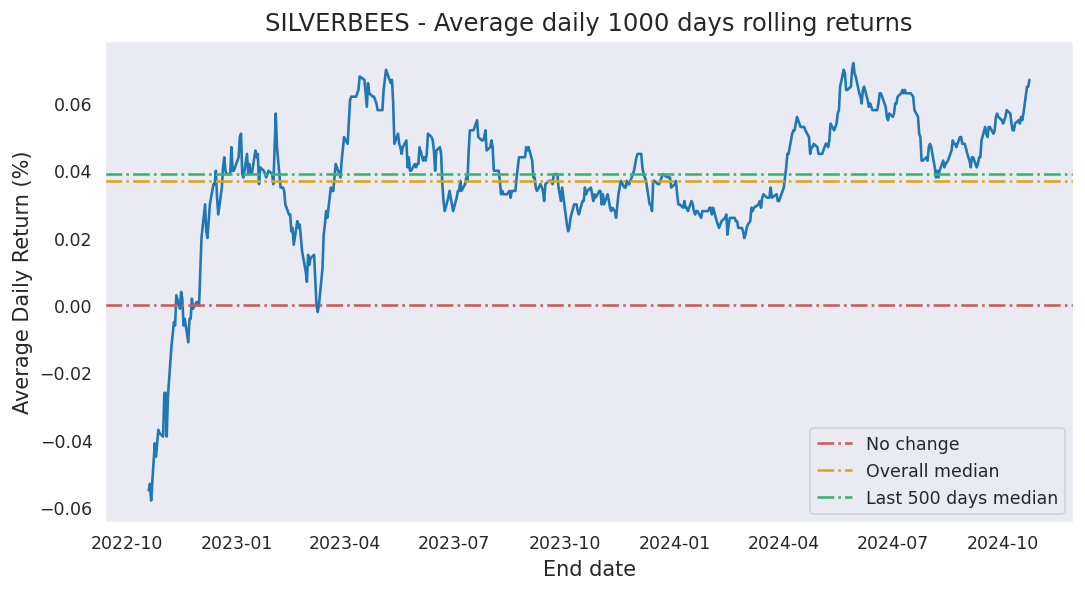 SILVERBEES - Average daily 1000 days rolling returns
Average Daily Return (%)
0.06
0.04
0.02
0.00
−0.02
−0.04
−0.06
No change
Overall median
Last 500 days median
2022-10 2023-01 2023-04 2023-07 2023-10 2024-01 2024-04 2024-07 2024-10
End date